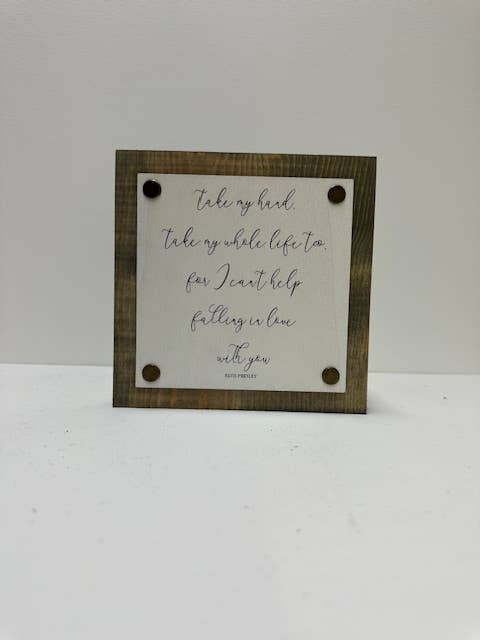 take my hand,
take my whole life too,
for I can't help
falling in love
with you
ELVIS PRESLEY